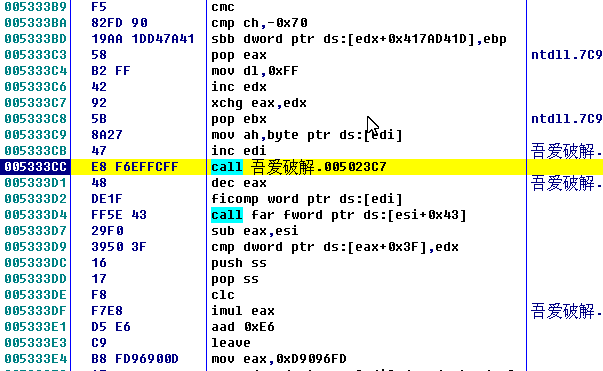 005333B9 F5 cmc
005333BA 82FD 90 cmp ch,-0x70
005333BD 19AA 1DD47A41 sbb dword ptr ds:[edx+0x417AD41D],ebp
005333C3 58 pop eax ntdll.7C9
005333C4 B2 FF mov dl,0xFF
005333C6 42 inc edx
005333C7 92 xchg eax,edx
005333C8 5B pop ebx ntdll.7C9
005333C9 8A27 mov ah,byte ptr ds:[edi]
005333CB 47 inc edi 吾爱破解.
005333CC E8 F6EFFCFF call 吾爱破解.005023C7
005333D1 48 dec eax 吾爱破解.
005333D2 DE1F ficomp word ptr ds:[edi]
005333D4 FF5E 43 call far fword ptr ds:[esi+0x43]
005333D7 29F0 sub eax,esi
005333D9 3950 3F cmp dword ptr ds:[eax+0x3F],edx
005333DC 16 push ss
005333DD 17 pop ss
005333DE F8 clc
005333DF F7E8 imul eax 吾爱破解.
005333E1 D5 E6 aad 0xE6
005333E3 C9 leave
005333E4 B8 FD96900D mov eax,0xD9096FD